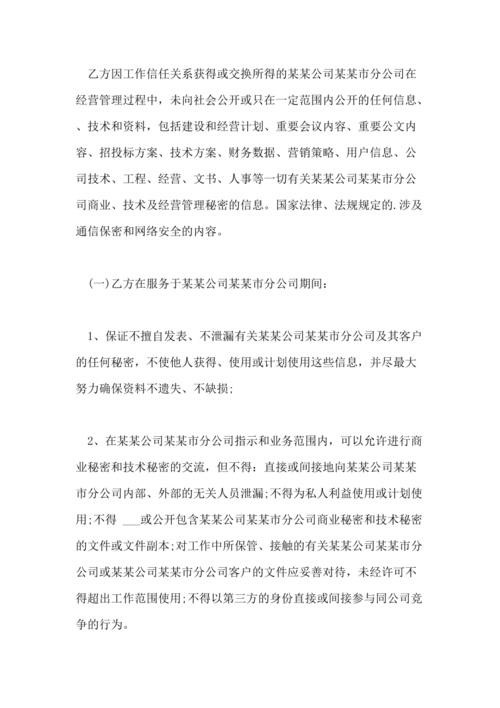 乙方因工作信任关系获得或交换所得的某某公司某某市分公司在
经营管理过程中，未向社会公开或只在一定范围内公开的任何信息、
、技术和资料，包括建设和经营计划、重要会议内容、重要公文内
容、招投标方案、技术方案、财务数据、营销策略、用户信息、公
司技术、工程、经营、文书、人事等一切有关某某公司某某市分公
司商业、技术及经营管理秘密的信息。国家法律、法规规定的.涉及
通信保密和网络安全的内容。
(一)乙方在服务于某某公司某某市分公司期间：
1、保证不擅自发表、不泄漏有关某某公司某某市分公司及其客户
的任何秘密，不使他人获得、使用或计划使用这些信息，并尽最大
努力确保资料不遗失、不缺损;
2、在某某公司某某市分公司指示和业务范围内，可以允许进行商
业秘密和技术秘密的交流，但不得：直接或间接地向某某公司某某
市分公司内部、外部的无关人员泄漏;不得为私人利益使用或计划使
用;不得 ___或公开包含某某公司某某市分公司商业秘密和技术秘密
的文件或文件副本;对工作中所保管、接触的有关某某公司某某市分
公司或某某公司某某市分公司客户的文件应妥善对待，未经许可不
得超出工作范围使用;不得以第三方的身份直接或间接参与同公司竞
争的行为。